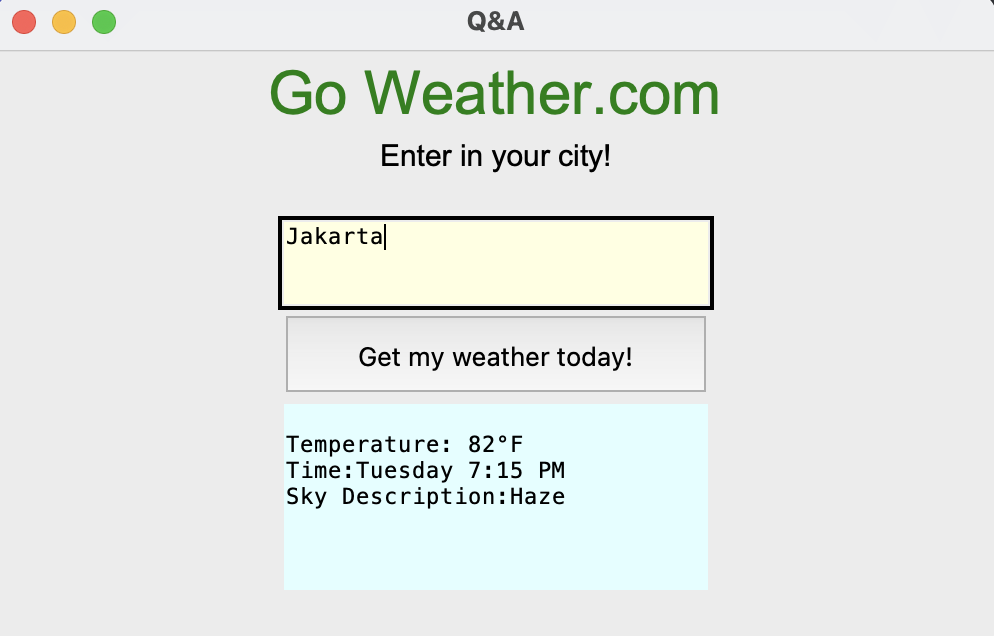 Q&A
Go Weather.com
Enter in your city!
Jakarta
Get my weather today!
Temperature: 82°F
Time:Tuesday 7:15 PM
Sky Description:Haze